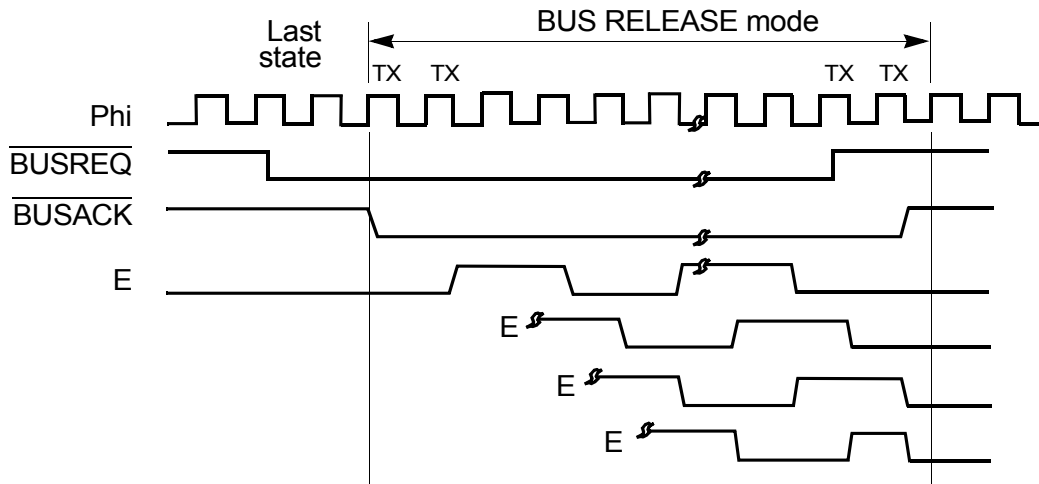 BUS RELEASE mode
Last
state
TX TX TX TX
Phi
BUSREQ
BUSACK
E
E
E
E